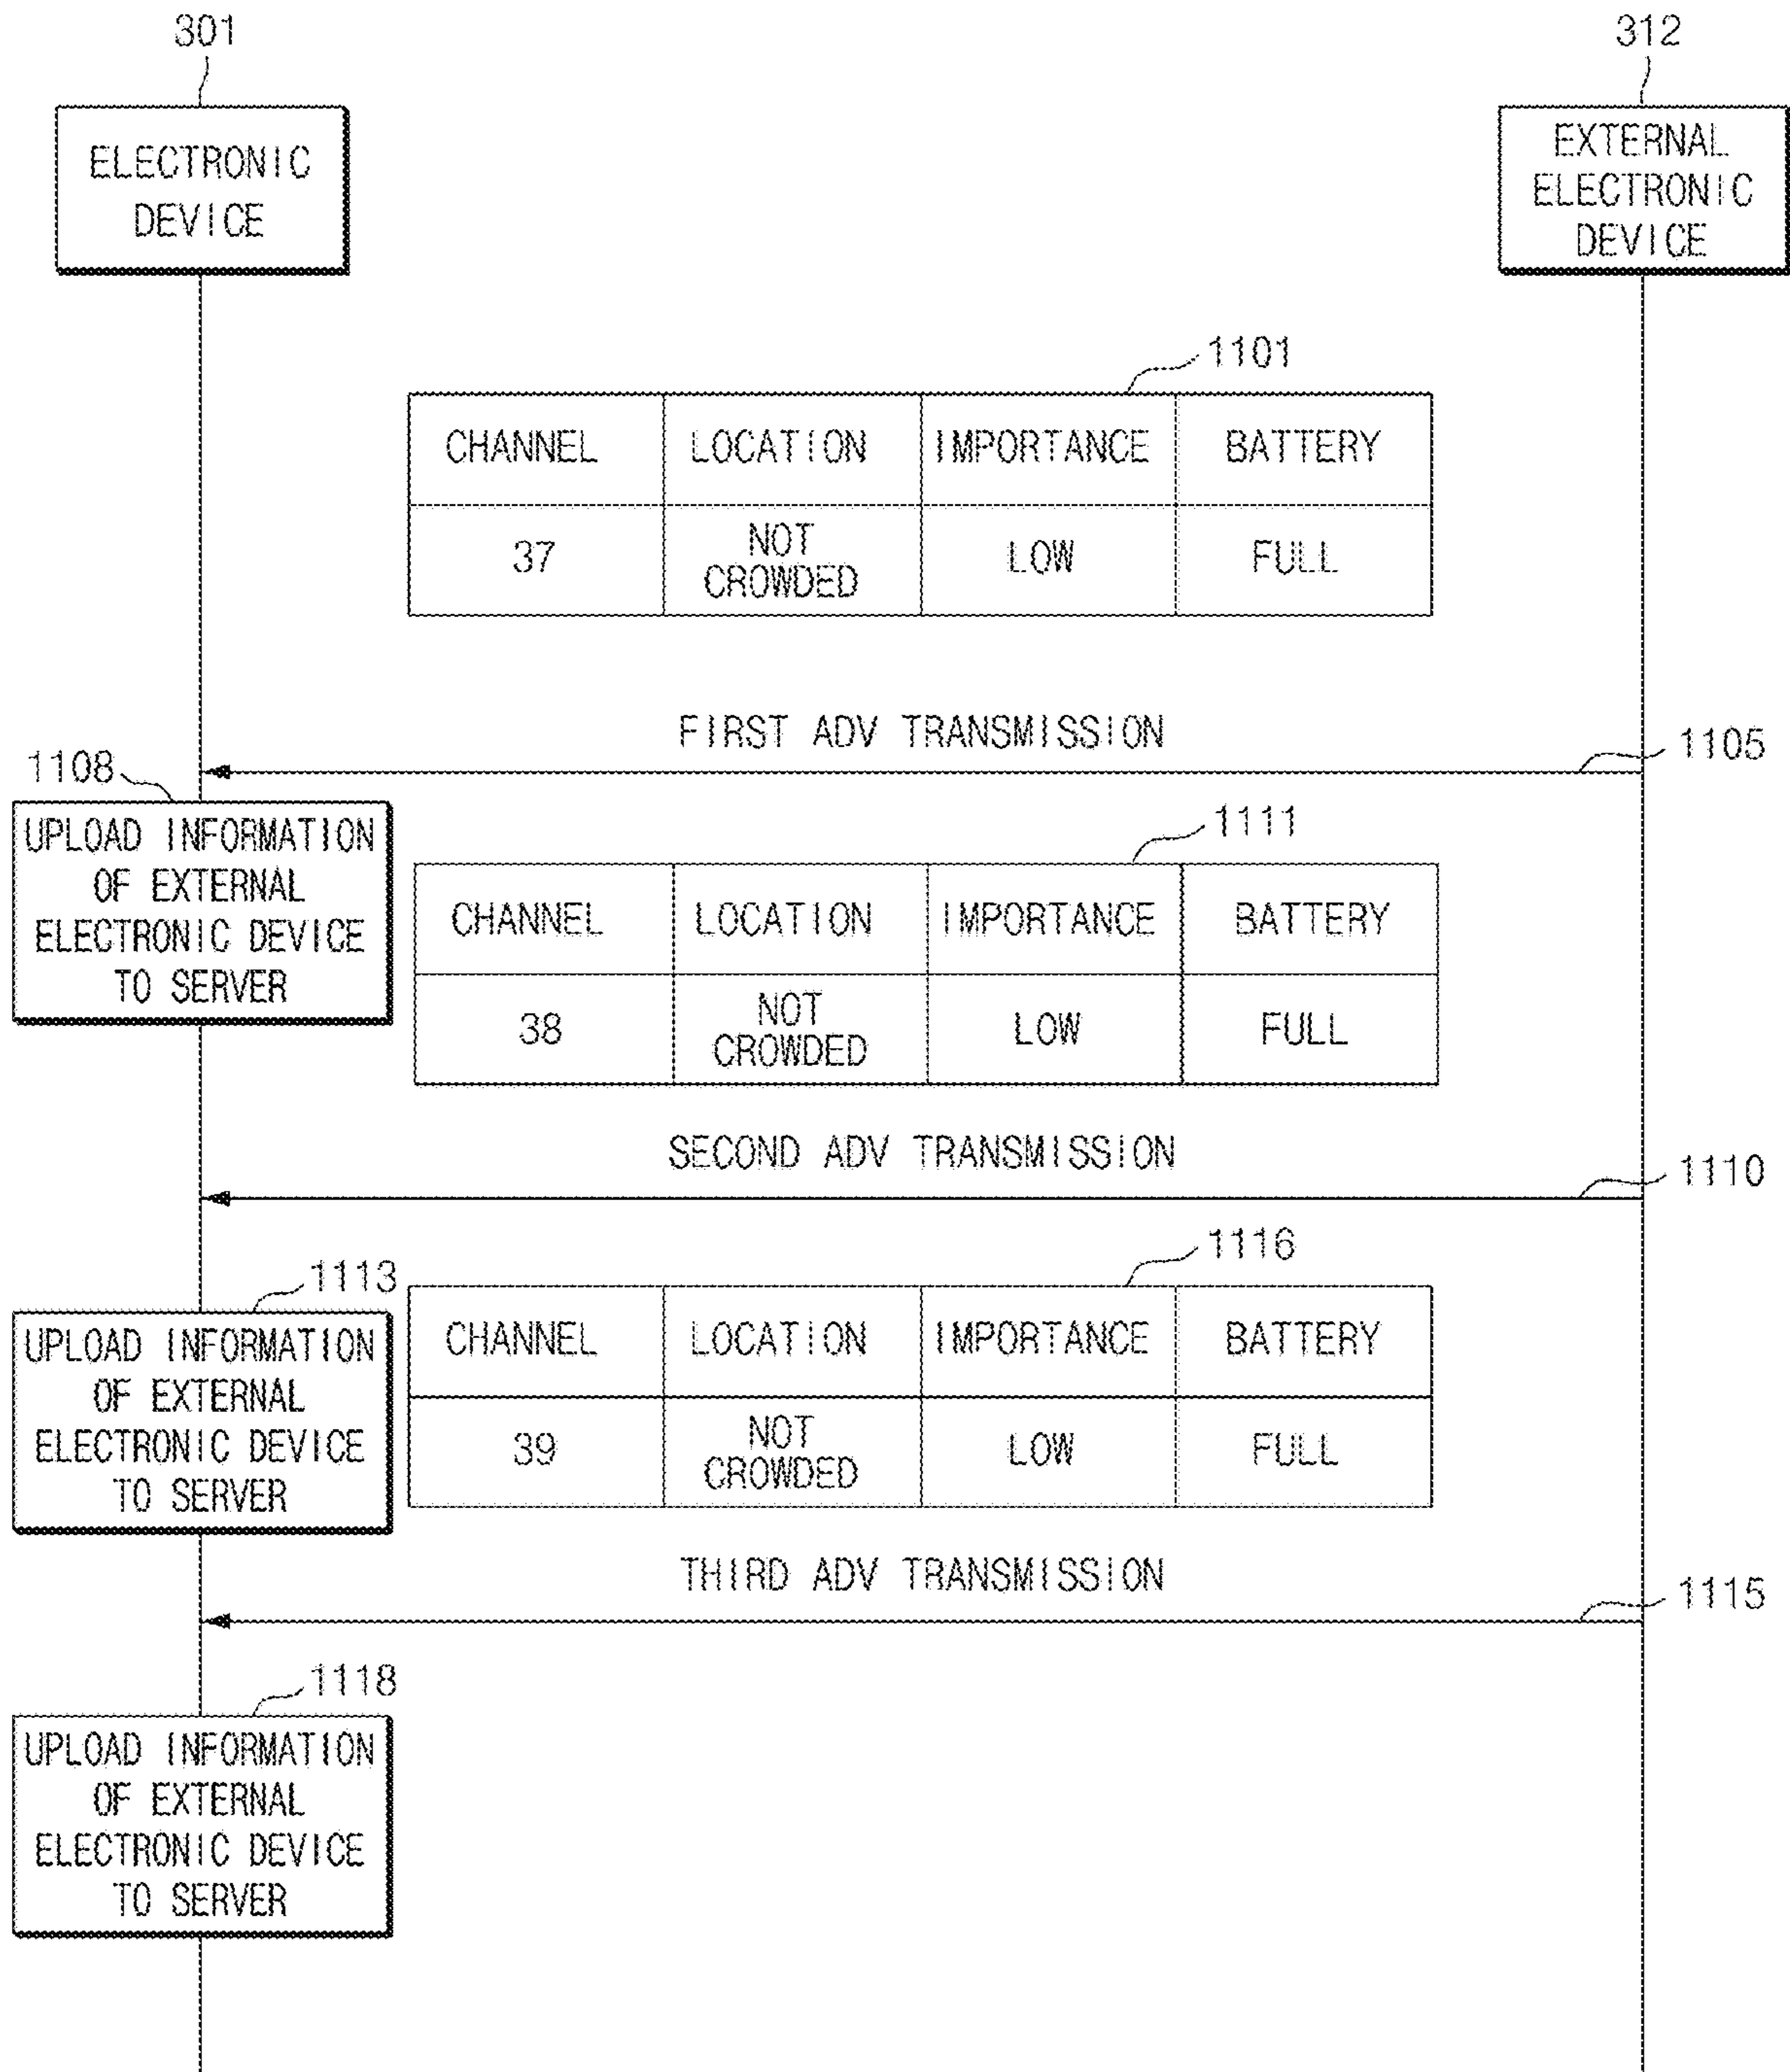 301
312
ELECTRONIC
DEVICE
EXTERNAL
ELECTRONIC
DEVICE
1101
CHANNEL LOCATION IMPORTANCE BATTERY
37 NOT CROWDED LOW FULL
FIRST ADV TRANSMISSION
1105
1108
UPLOAD INFORMATION
OF EXTERNAL
ELECTRONIC DEVICE
TO SERVER
1111
CHANNEL LOCATION IMPORTANCE BATTERY
38 NOT CROWDED LOW FULL
SECOND ADV TRANSMISSION
1110
1113
UPLOAD INFORMATION
OF EXTERNAL
ELECTRONIC DEVICE
TO SERVER
1116
CHANNEL LOCATION IMPORTANCE BATTERY
39 NOT CROWDED LOW FULL
THIRD ADV TRANSMISSION
1115
1118
UPLOAD INFORMATION
OF EXTERNAL
ELECTRONIC DEVICE
TO SERVER